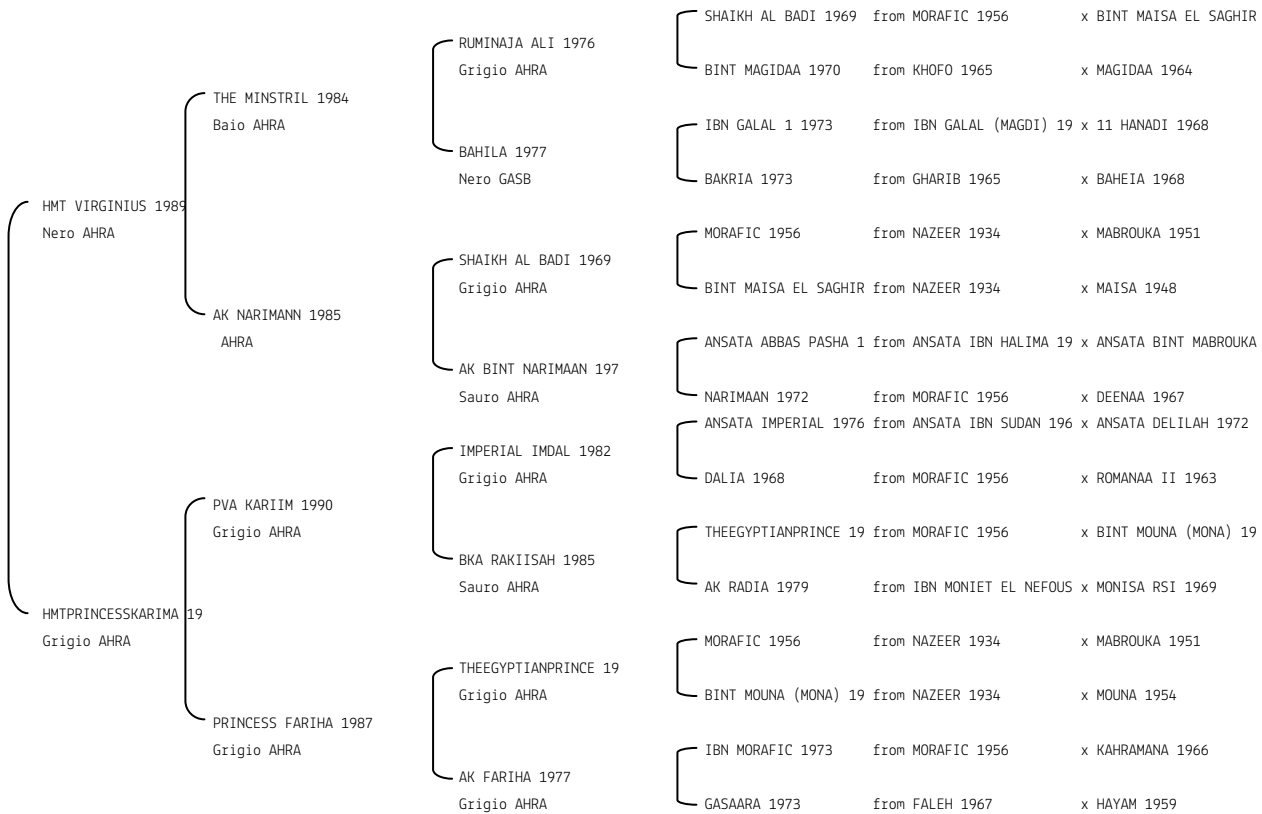 SHAIKH AL BADI 1969 from MORAFIC 1956 x BINT MAISA EL SAGHIR
RUMINAJA ALI 1976
Grigio AHRA BINT MAGIDAA 1970 from KHOFO 1965 x MAGIDAA 1964
THE MINSTRIL 1984
Baio AHRA IBN GALAL 1 1973 from IBN GALAL (MAGDI) 19 x 11 HANADI 1968
BAHILA 1977
Nero GASB BAKRIA 1973 from GHARIB 1965 x BAHEIA 1968
HMT VIRGINIUS 1989
Nero AHRA MORAFIC 1956 from NAZEER 1934 x MABROUKA 1951
SHAIKH AL BADI 1969
Grigio AHRA BINT MAISA EL SAGHIR from NAZEER 1934 x MAISA 1948
AK NARIMANN 1985
AHRA ANSATA ABBAS PASHA 1 from ANSATA IBN HALIMA 19 x ANSATA BINT MABROUKA
AK BINT NARIMAAN 197
Sauro AHRA NARIMAAN 1972 from MORAFIC 1956 x DEENAA 1967
ANSATA IMPERIAL 1976 from ANSATA IBN SUDAN 196 x ANSATA DELILAH 1972
IMPERIAL IMDAL 1982
Grigio AHRA DALIA 1968 from MORAFIC 1956 x ROMANAA II 1963
PVA KARIIM 1990
Grigio AHRA THEEGYPTIANPRINCE 19 from MORAFIC 1956 x BINT MOUNA (MONA) 19
BKA RAKIISAH 1985
Sauro AHRA AK RADIA 1979 from IBN MONIET EL NEFOUS x MONISA RSI 1969
HMTPRINCESSKARIMA 19
Grigio AHRA MORAFIC 1956 from NAZEER 1934 x MABROUKA 1951
THEEGYPTIANPRINCE 19
Grigio AHRA BINT MOUNA (MONA) 19 from NAZEER 1934 x MOUNA 1954
PRINCESS FARIHA 1987
Grigio AHRA IBN MORAFIC 1973 from MORAFIC 1956 x KAHRAMANA 1966
AK FARIHA 1977
Grigio AHRA GASAARA 1973 from FALEH 1967 x HAYAM 1959